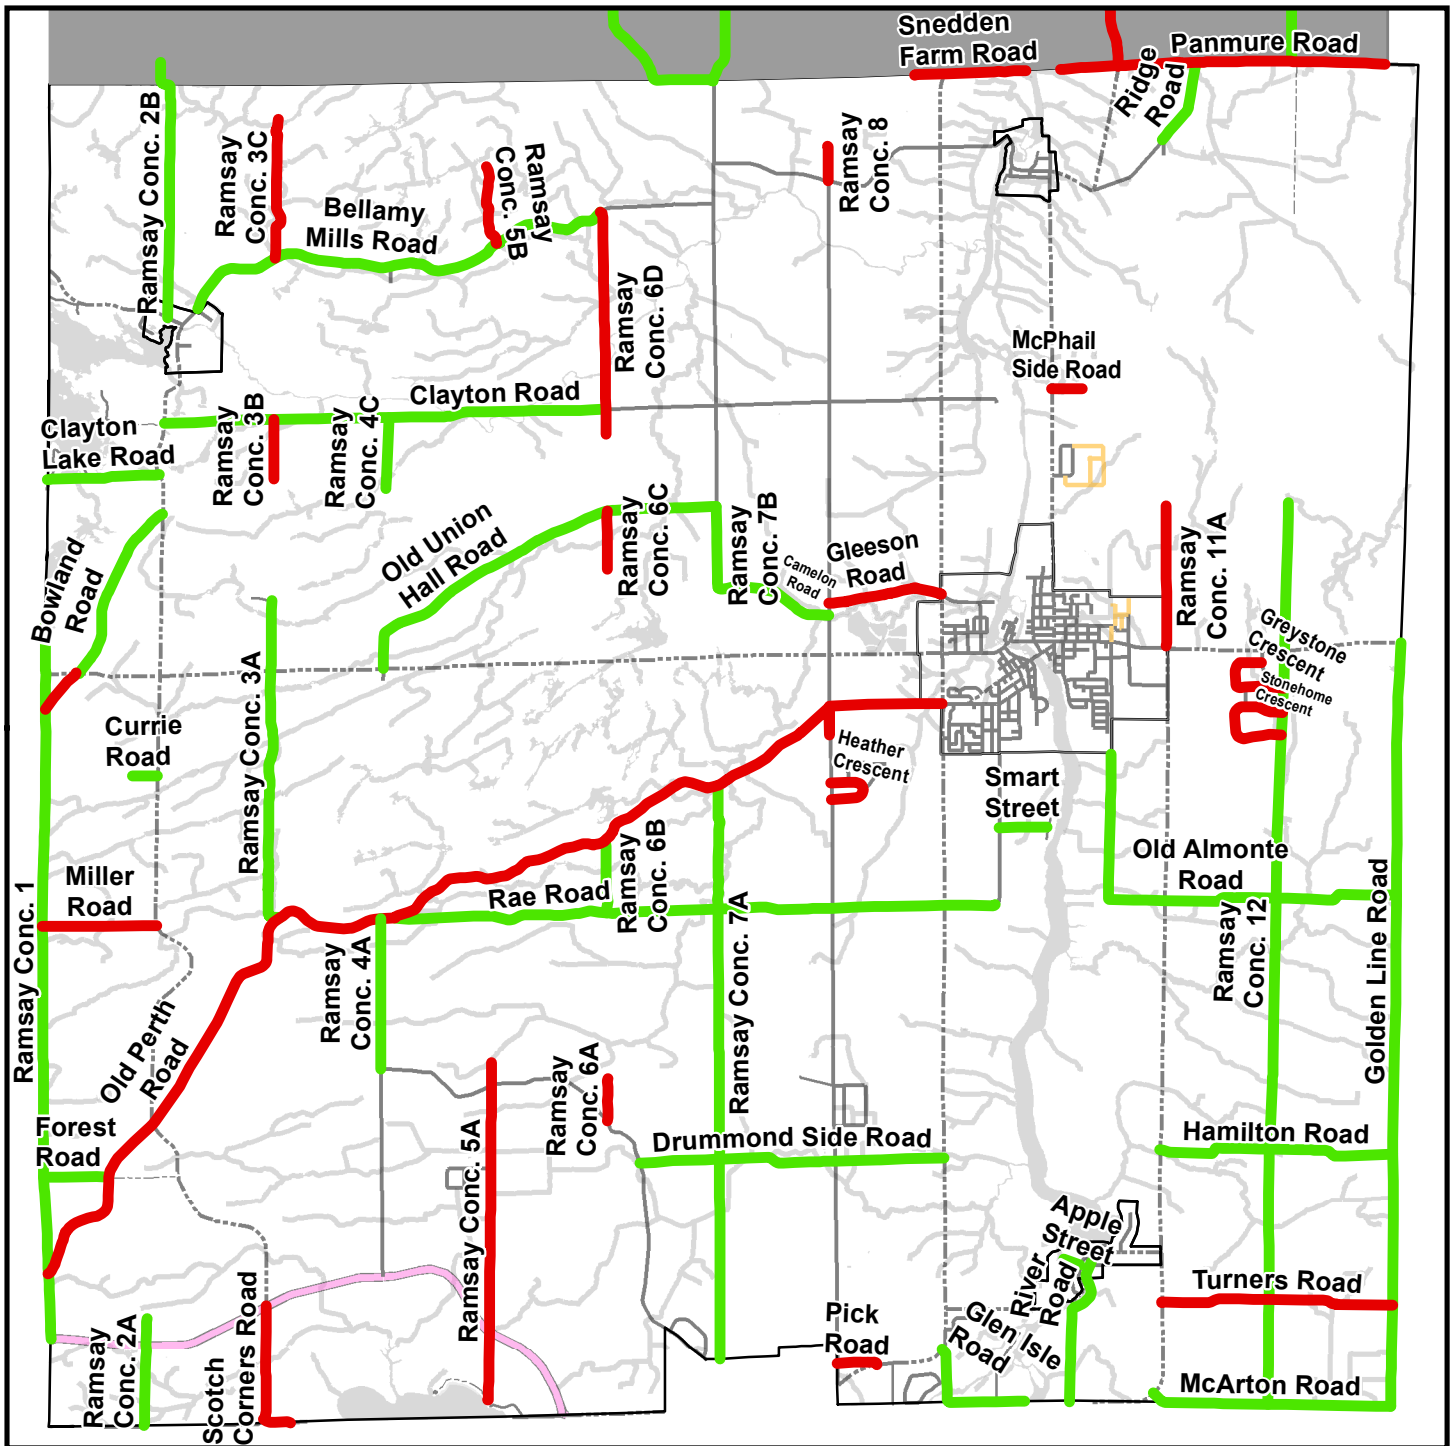 Snedden
Farm Road
Panmure Road
Ridge
Road
Ramsay Conc. 2B
Ramsay
Conc. 3C
Bellamy
Mills Road
Ramsay
Conc. 5B
Ramsay
Conc. 8
Ramsay
Conc. 6D
McPhail
Side Road
Clayton Road
Clayton
Lake Road
Ramsay
Conc. 3B
Ramsay
Conc. 4C
Old Union
Hall Road
Ramsay
Conc. 6C
Ramsay
Conc. 7B
Camelon
Road
Gleeson
Road
Ramsay
Conc. 11A
Bowland
Road
Greystone
Crescent
Stonehome
Crescent
Ramsay Conc. 3A
Currie
Road
Heather
Crescent
Smart
Street
Old Almonte
Road
Miller
Road
Rae Road
Ramsay
Conc. 6B
Ramsay Conc. 1
Ramsay
Conc. 4A
Ramsay Conc. 7A
Ramsay
Conc. 12
Golden Line Road
Old Perth
Road
Forest
Road
Ramsay Conc. 5A
Ramsay
Conc. 6A
Drummond Side Road
Hamilton Road
Apple
Street
River
Road
Glen Isle
Road
Turners Road
Pick
Road
McArton Road
Ramsay
Conc. 2A
Scotch
Corners Road